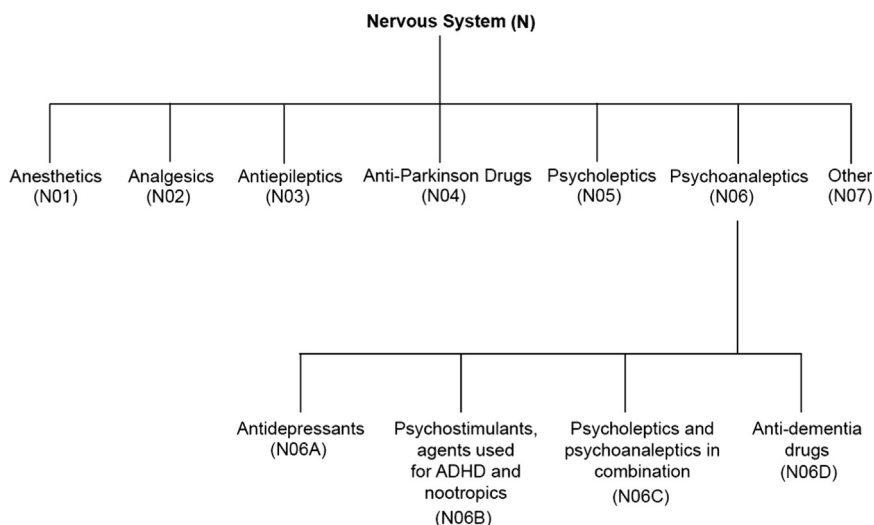 Nervous System (N)
Anesthetics
(N01)
Analgesics
(N02)
Antiepileptics
(N03)
Anti-Parkinson Drugs
(N04)
Psycholeptics
(N05)
Psychoanaleptics
(N06)
Other
(N07)
Antidepressants
(N06A)
Psychostimulants,
agents used
for ADHD and
nootropics
(N06B)
Psycholeptics and
psychoanaleptics in
combination
(N06C)
Anti-dementia
drugs
(N06D)